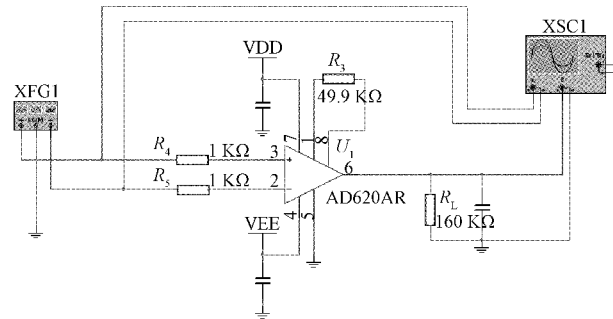 XSC1
VDD
R3
49.9 KΩ
XFG1
7
1
8
U1
R4
1 KΩ
3
6
R5
1 KΩ
2
AD620AR
4
5
RL
160 KΩ
VEE